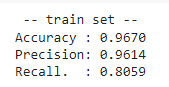 -- train set --
Accuracy : 0.9670
Precision: 0.9614
Recall.  : 0.8059